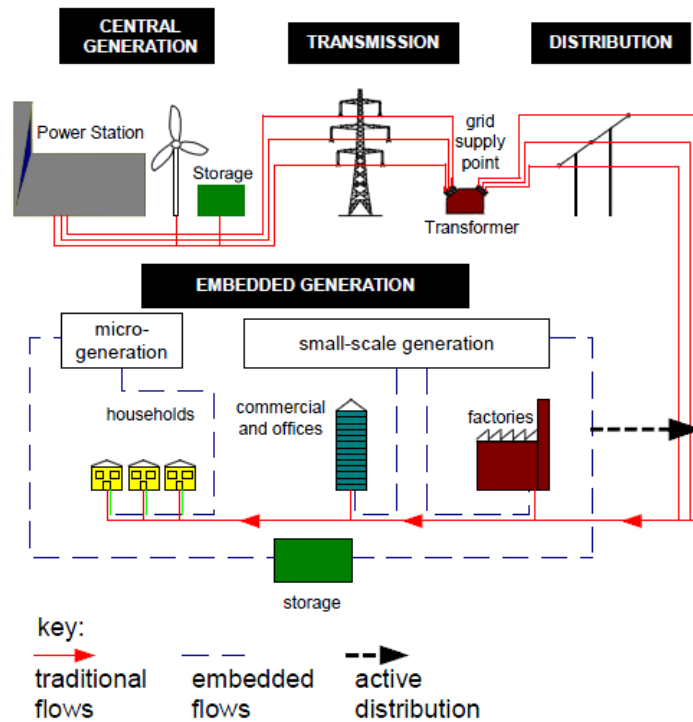 CENTRAL
GENERATION
TRANSMISSION
DISTRIBUTION
Power Station
Storage
grid
supply
point
Transformer
EMBEDDED GENERATION
micro-
generation
small-scale generation
households
commercial
and offices
factories
storage
key:
traditional
flows
embedded
flows
active
distribution